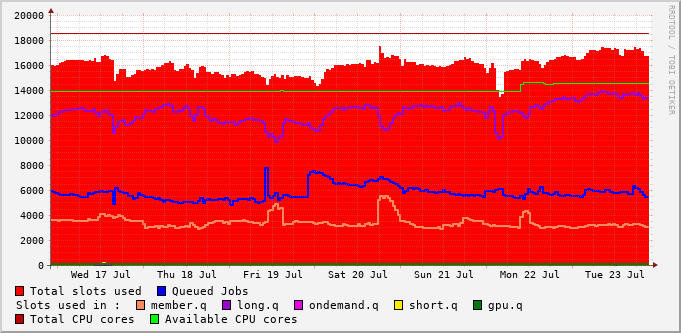 20000
18000
16000
14000
12000
10000
8000
6000
4000
2000
0
Wed 17 Jul Thu 18 Jul Fri 19 Jul Sat 20 Jul Sun 21 Jul Mon 22 Jul Tue 23 Jul
Total slots used Queued Jobs
Slots used in : member.q long.q ondemand.q short.q gpu.q
Total CPU cores Available CPU cores
RRDTOOL / TOBI OETIKER